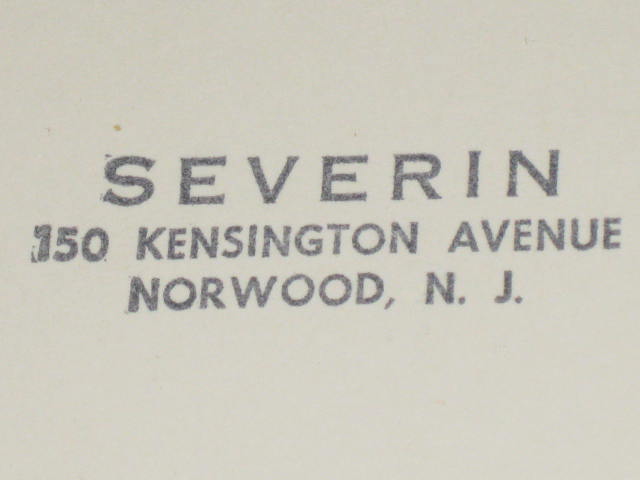 SEVERIN
150 KENSINGTON AVENUE
NORWOOD, N. J.